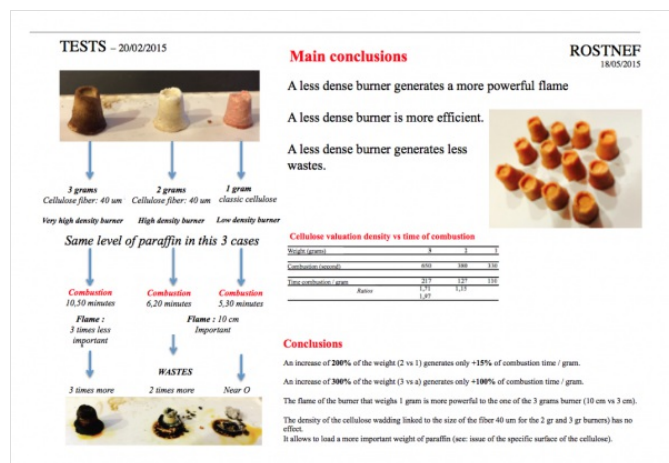 TESTS – 20/02/2015
3 grams
Cellulose fiber: 40 um
Very high density burner
2 grams
Cellulose fiber: 40 um
High density burner
1 gram
classic cellulose
Low density burner
Same level of paraffin in this 3 cases
Combustion
10,50 minutes
Combustion
6,20 minutes
Combustion
5,30 minutes
Flame :
3 times less
important
Flame : 10 cm
Important
WASTES
3 times more
2 times more
Near O
Main conclusions
ROSTNEF
18/05/2015
A less dense burner generates a more powerful flame
A less dense burner is more efficient.
A less dense burner generates less
wastes.
Cellulose valuation density vs time of combustion
Weight (grams) 3 2 1
Combustion (second) 650 380 336
Time combustion / gram 217 127 116
Ratios 1,71 1,15
1,97
Conclusions
An increase of 200% of the weight (2 vs 1) generates only +15% of combustion time / gram.
An increase of 300% of the weight (3 vs a) generates only +100% of combustion time / gram.
The flame of the burner that weighs 1 gram is more powerful to the one of the 3 grams burner (10 cm vs 3 cm).
The density of the cellulose wadding linked to the size of the fiber 40 um for the 2 gr and 3 gr burners) has no
effect.
It allows to load a more important weight of paraffin (see: issue of the specific surface of the cellulose).